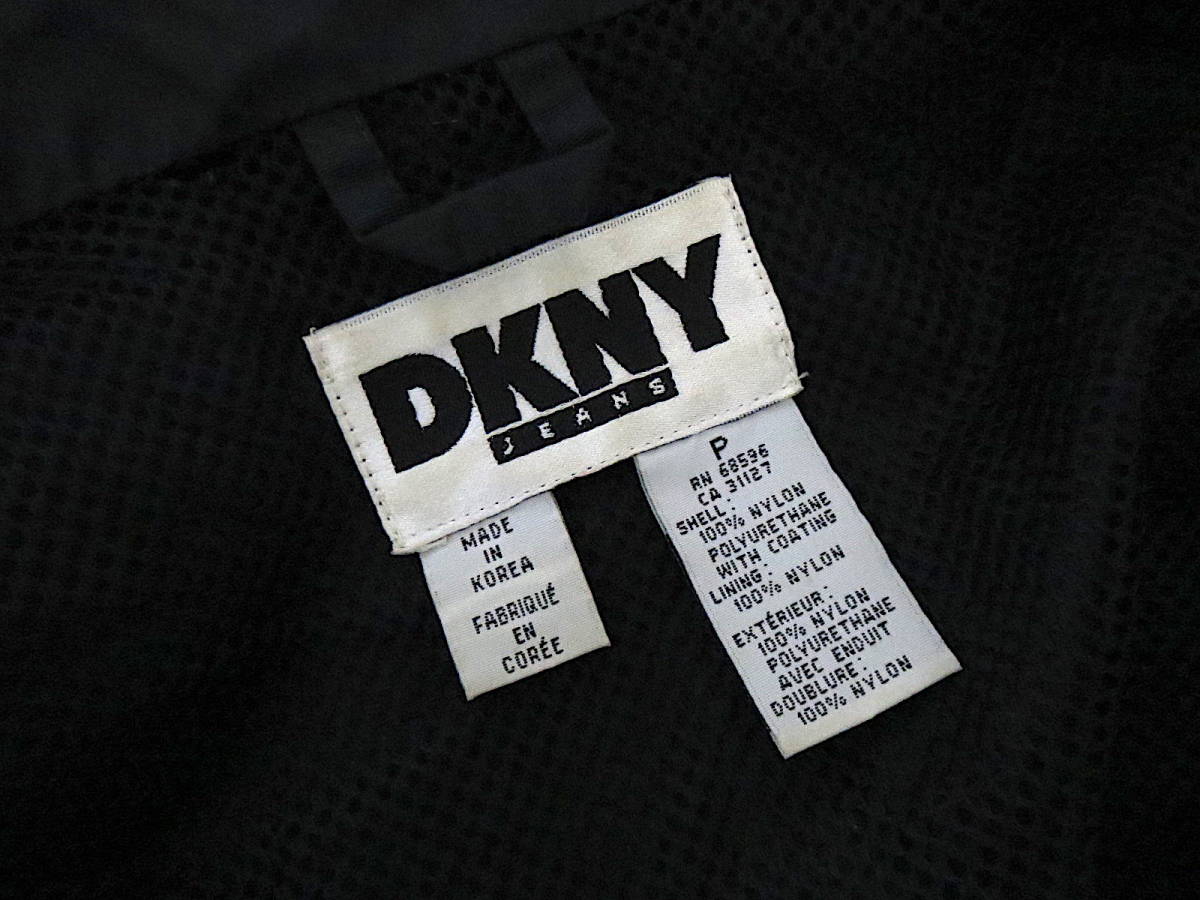 DKNY
JEANS
MADE
IN
KOREA
FABRIQUÉ
EN
CORÉE
P
RN 68596
CA 31127
SHELL:
100% NYLON
POLYURETHANE
WITH COATING
LINING:
100% NYLON
EXTÉRIEUR:
100% NYLON
POLYURETHANE
AVEC ENDUIT
DOUBLURE:
100% NYLON